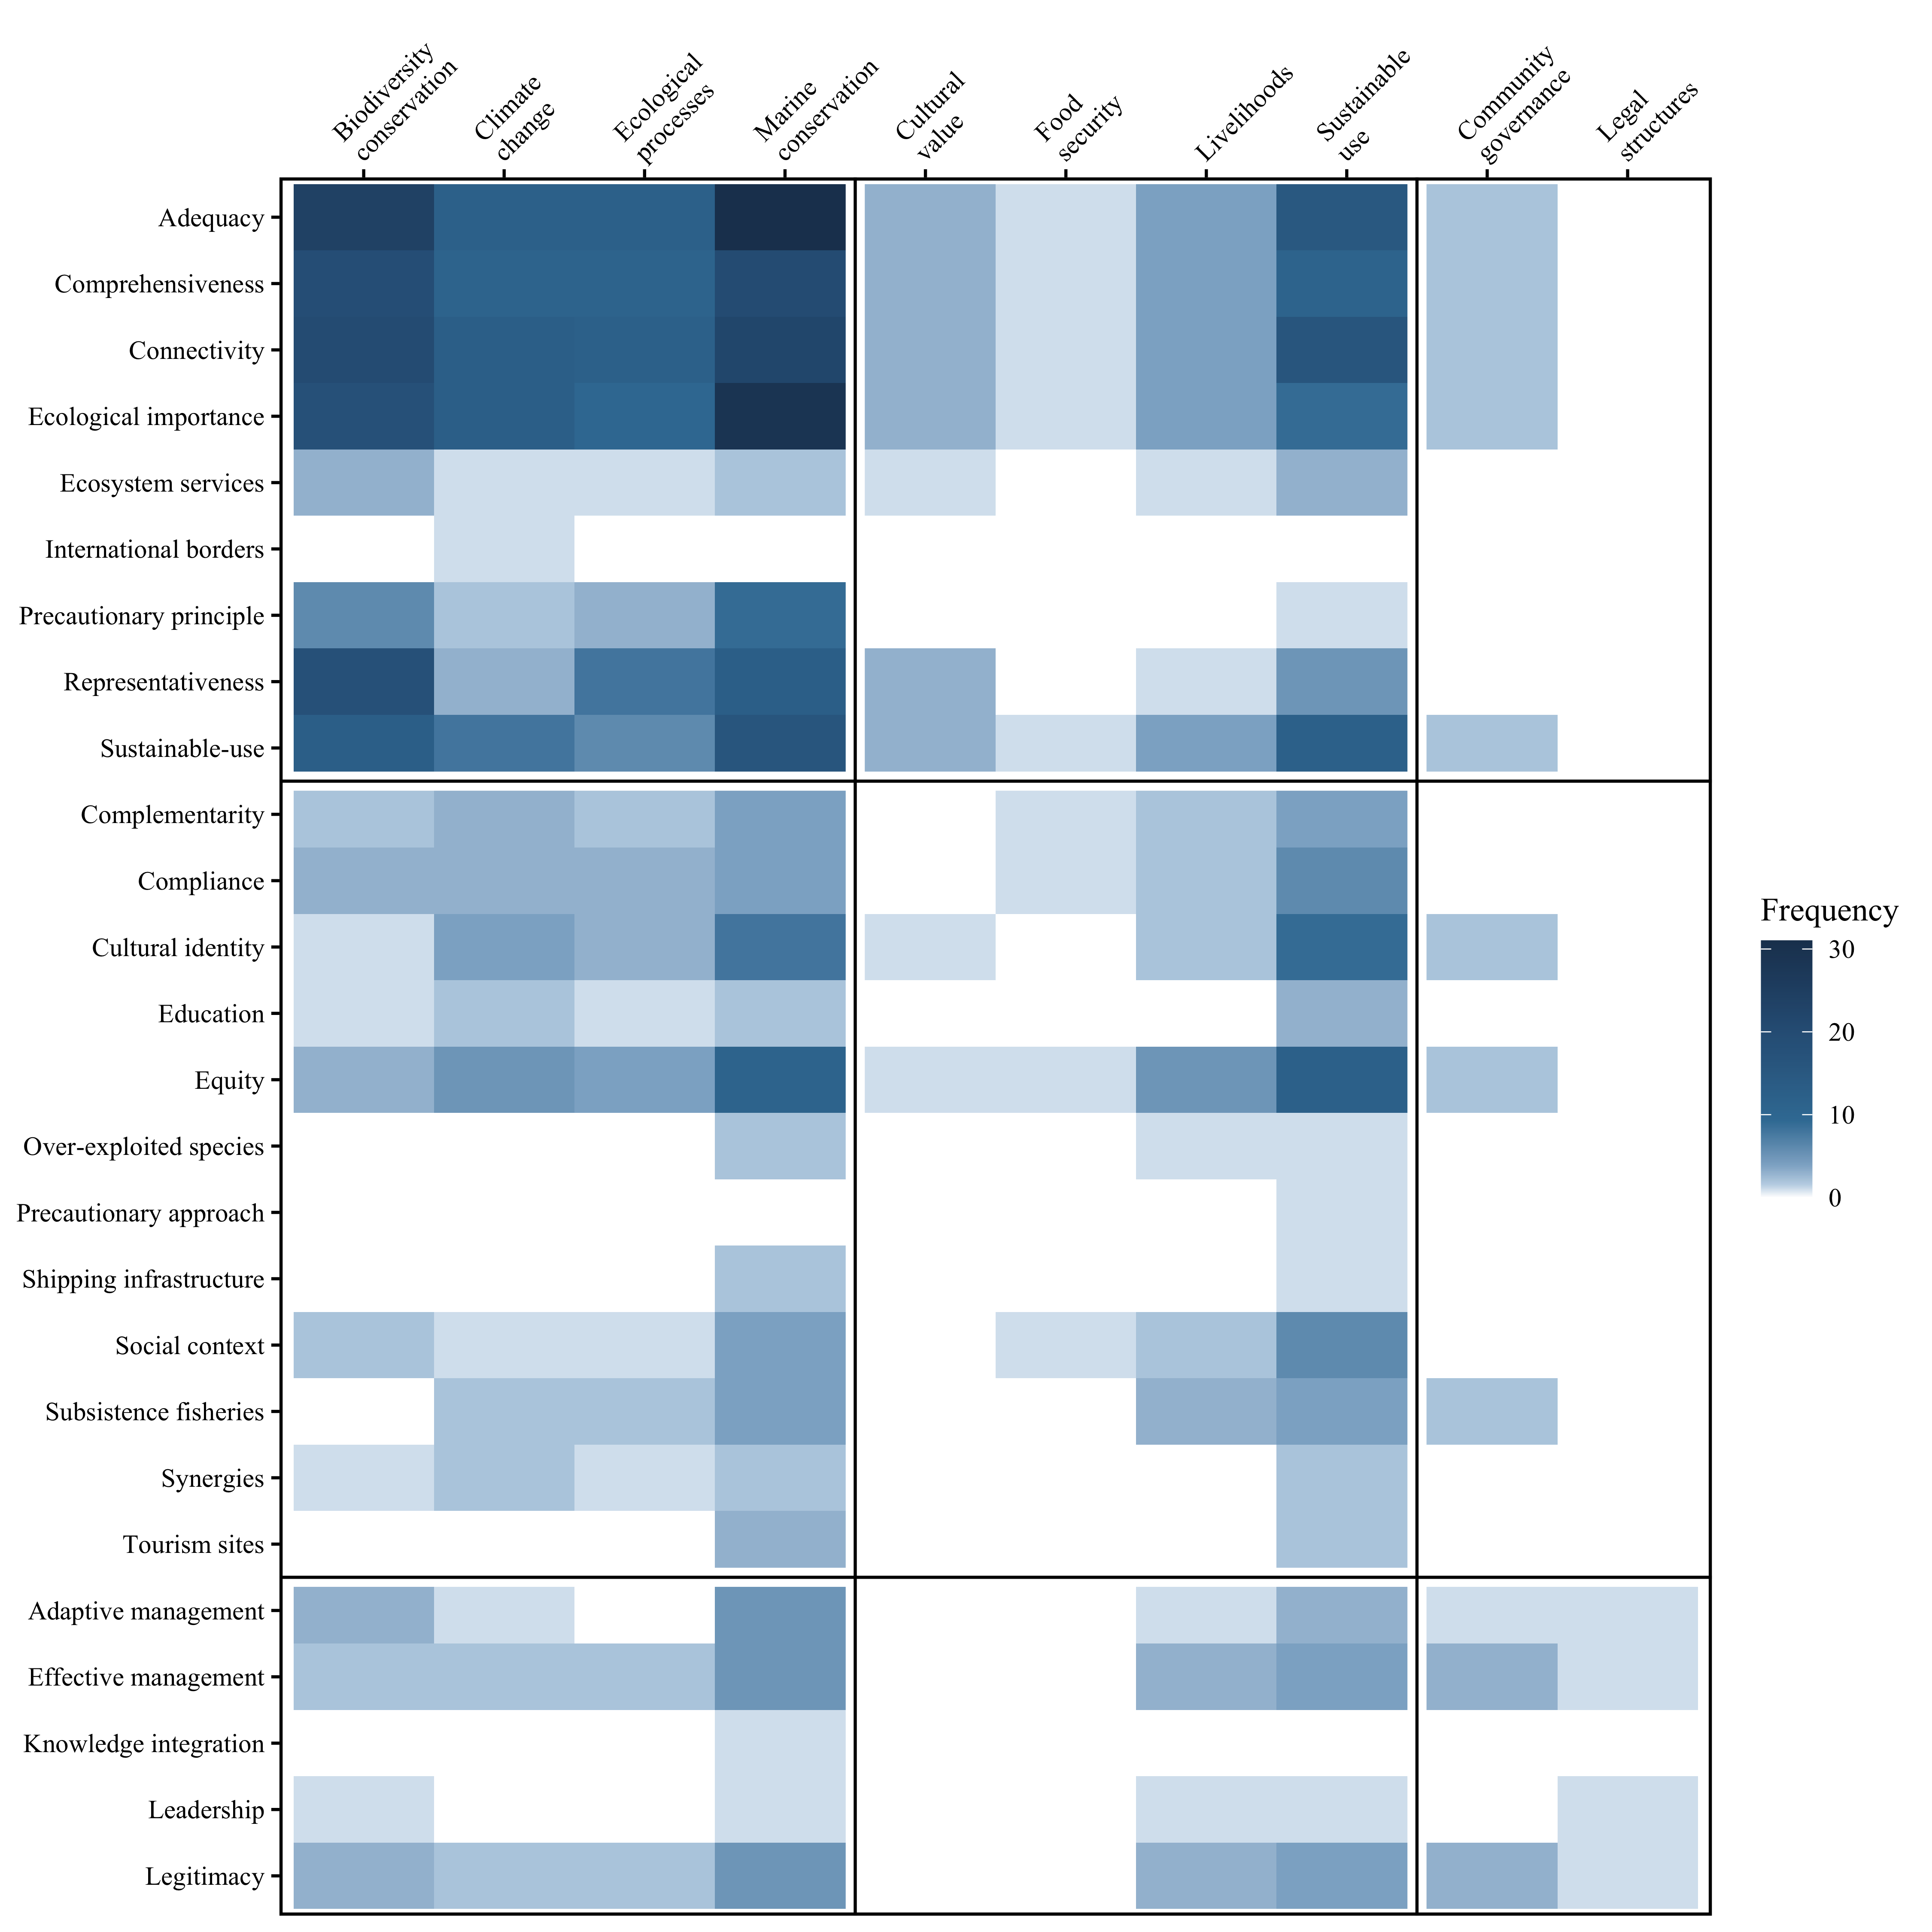 Biodiversity
conservation
Climate
change
Ecological
processes
Marine
conservation
Cultural
value
Food
security
Livelihoods
Sustainable
use
Community
governance
Legal
structures
Adequacy
Comprehensiveness
Connectivity
Ecological importance
Ecosystem services
International borders
Precautionary principle
Representativeness
Sustainable-use
Complementarity
Compliance
Cultural identity
Education
Equity
Over-exploited species
Precautionary approach
Shipping infrastructure
Social context
Subsistence fisheries
Synergies
Tourism sites
Adaptive management
Effective management
Knowledge integration
Leadership
Legitimacy
Frequency
30
20
10
0